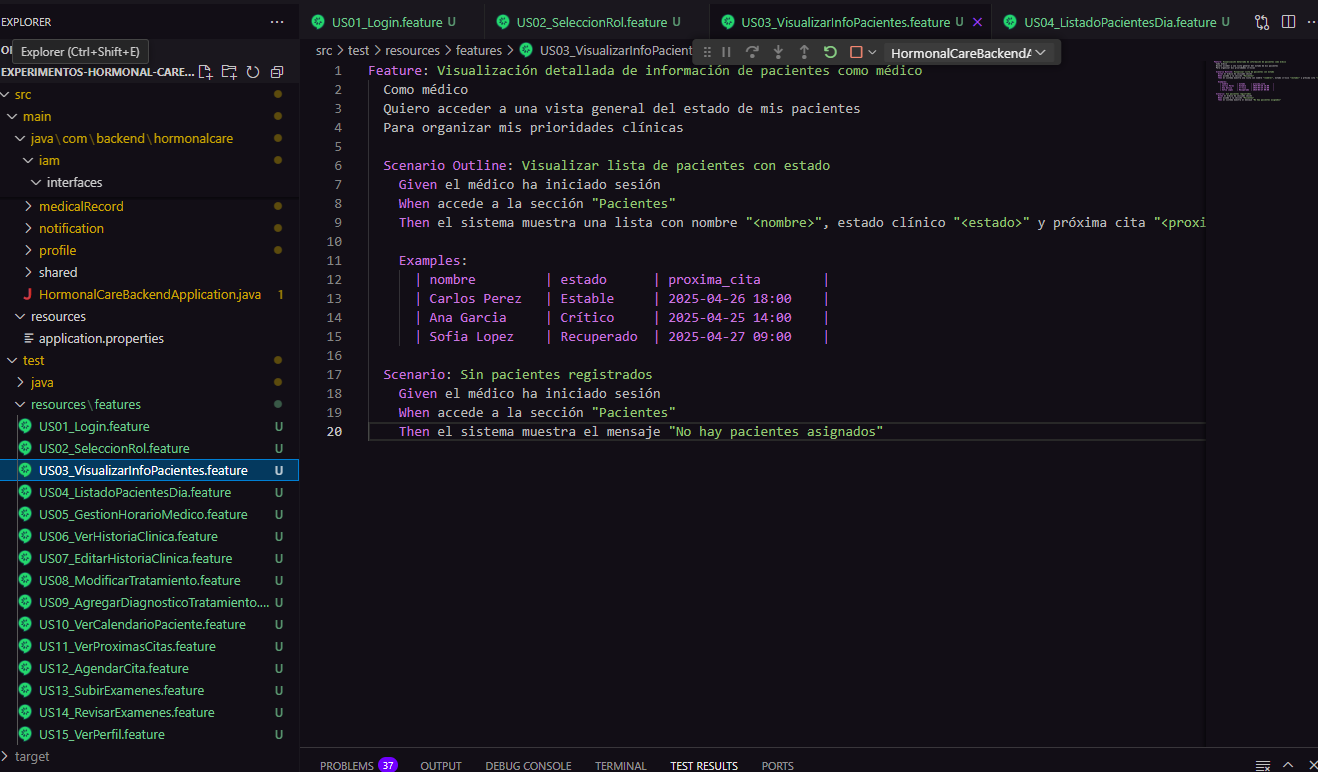 EXPLORER
US01_Login.feature U
US02_SeleccionRol.feature U
US03_VisualizarInfoPacientes.feature U
US04_ListadoPacientesDia.feature U
Explorer (Ctrl+Shift+E)
src > test > resources > features > US03_VisualizarInfoPacient
HormonalCareBackendA
EXPERIMENTOS-HORMONAL-CARE...
src
main
java\com\backend\hormonalcare
iam
interfaces
medicalRecord
notification
profile
shared
J HormonalCareBackendApplication.java 1
resources
application.properties
test
java
resources\features
US01_Login.feature U
US02_SeleccionRol.feature U
US03_VisualizarInfoPacientes.feature U
US04_ListadoPacientesDia.feature U
US05_GestionHorarioMedico.feature U
US06_VerHistoriaClinica.feature U
US07_EditarHistoriaClinica.feature U
US08_ModificarTratamiento.feature U
US09_AgregarDiagnosticoTratamiento.... U
US10_VerCalendarioPaciente.feature U
US11_VerProximasCitas.feature U
US12_AgendarCita.feature U
US13_SubirExamenes.feature U
US14_RevisarExamenes.feature U
US15_VerPerfil.feature U
target
1 Feature: Visualización detallada de información de pacientes como médico
2 Como médico
3 Quiero acceder a una vista general del estado de mis pacientes
4 Para organizar mis prioridades clínicas
5
6 Scenario Outline: Visualizar lista de pacientes con estado
7 Given el médico ha iniciado sesión
8 When accede a la sección "Pacientes"
9 Then el sistema muestra una lista con nombre "<nombre>", estado clínico "<estado>" y próxima cita "<proxi
10
11 Examples:
12 | nombre | estado | proxima_cita |
13 | Carlos Perez | Estable | 2025-04-26 18:00 |
14 | Ana Garcia | Crítico | 2025-04-25 14:00 |
15 | Sofia Lopez | Recuperado | 2025-04-27 09:00 |
16
17 Scenario: Sin pacientes registrados
18 Given el médico ha iniciado sesión
19 When accede a la sección "Pacientes"
20 Then el sistema muestra el mensaje "No hay pacientes asignados"
PROBLEMS 37 OUTPUT DEBUG CONSOLE TERMINAL TEST RESULTS PORTS